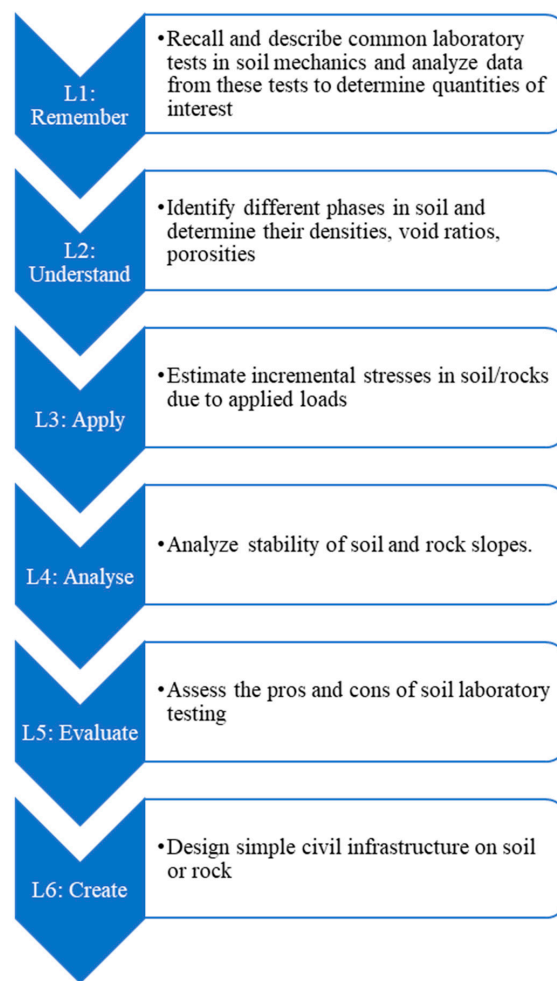 L1:
Remember
•Recall and describe common laboratory
tests in soil mechanics and analyze data
from these tests to determine quantities of
interest
L2:
Understand
•Identify different phases in soil and
determine their densities, void ratios,
porosities
L3: Apply
•Estimate incremental stresses in soil/rocks
due to applied loads
L4: Analyse
•Analyze stability of soil and rock slopes.
L5: Evaluate
•Assess the pros and cons of soil laboratory
testing
L6: Create
•Design simple civil infrastructure on soil
or rock